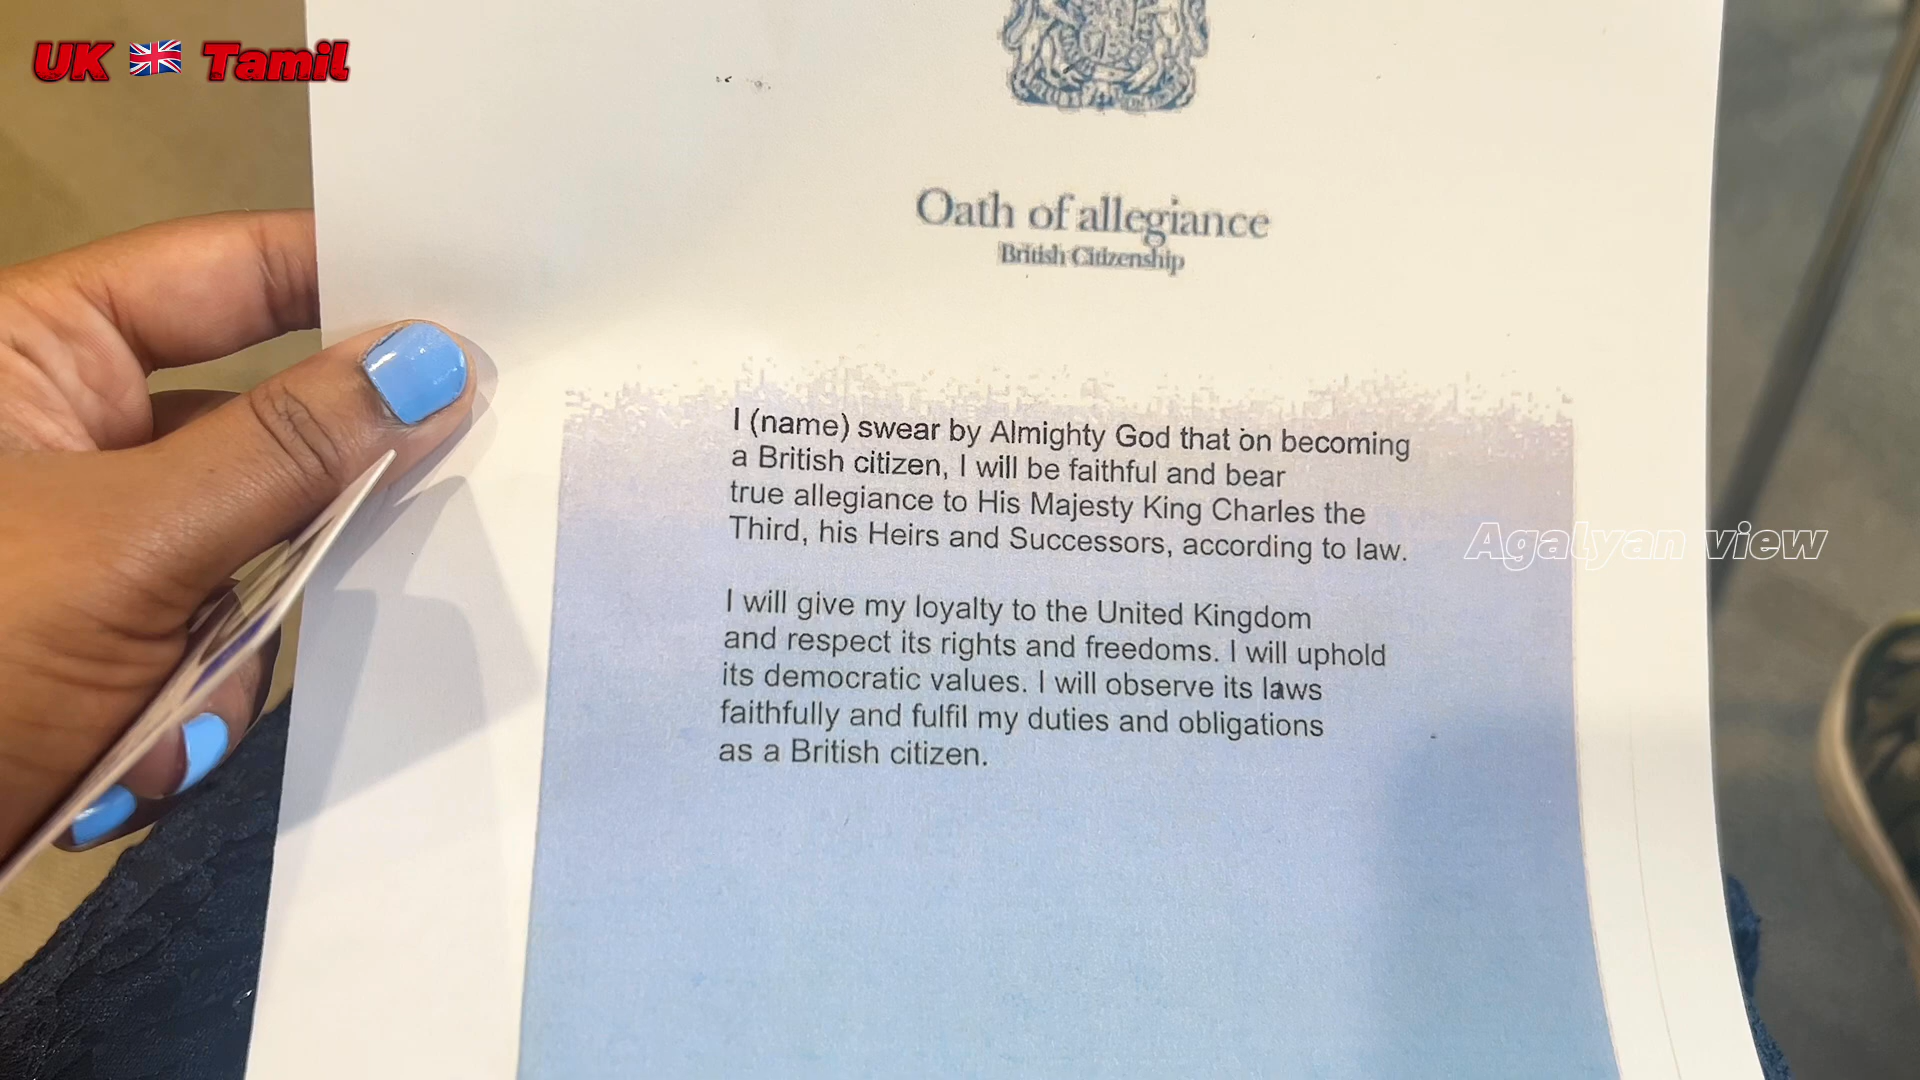 UK 🇬🇧 Tamil
Oath of allegiance
British Citizenship
I (name) swear by Almighty God that on becoming
a British citizen, I will be faithful and bear
true allegiance to His Majesty King Charles the
Third, his Heirs and Successors, according to law.
Agalyan view
I will give my loyalty to the United Kingdom
and respect its rights and freedoms. I will uphold
its democratic values. I will observe its laws
faithfully and fulfil my duties and obligations
as a British citizen.